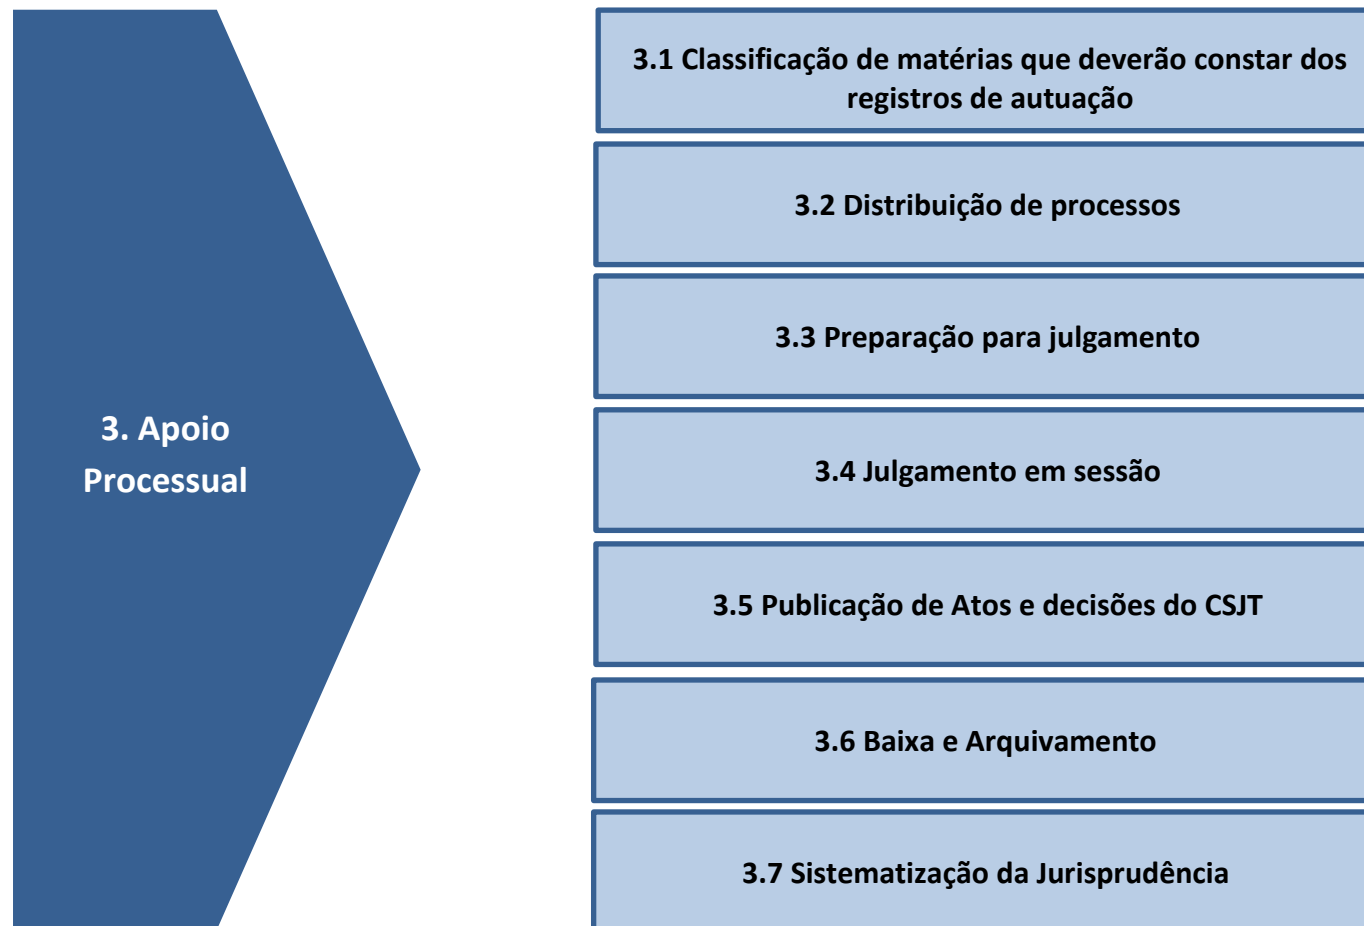 3. Apoio
Processual
3.1 Classificação de matérias que deverão constar dos
registros de autuação
3.2 Distribuição de processos
3.3 Preparação para julgamento
3.4 Julgamento em sessão
3.5 Publicação de Atos e decisões do CSJT
3.6 Baixa e Arquivamento
3.7 Sistematização da Jurisprudência